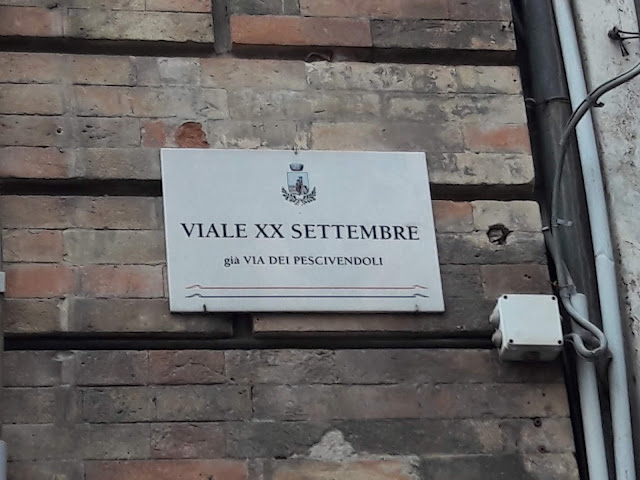 VIALE XX SETTEMBRE
già VIA DEI PESCIVENDOLI